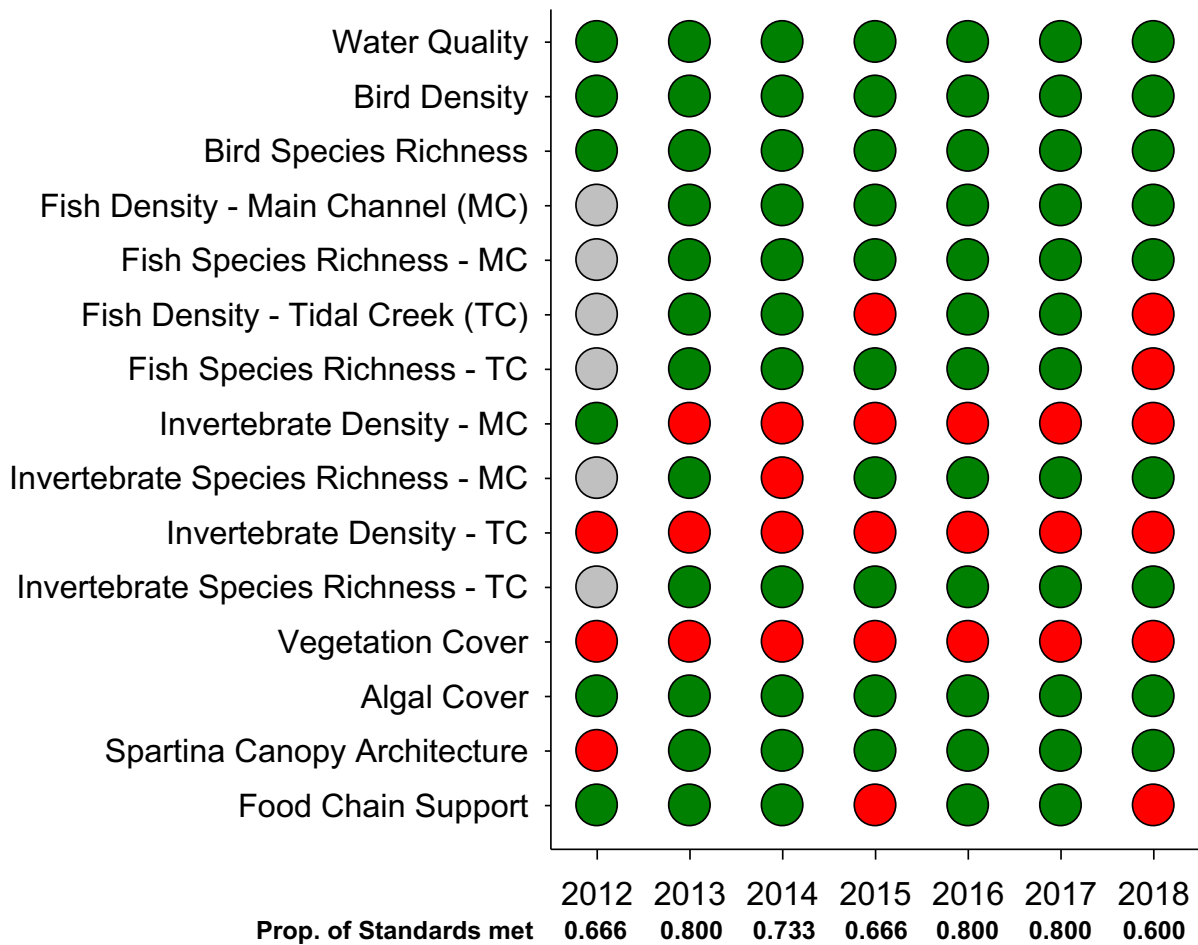 Water Quality
Bird Density
Bird Species Richness
Fish Density - Main Channel (MC)
Fish Species Richness - MC
Fish Density - Tidal Creek (TC)
Fish Species Richness - TC
Invertebrate Density - MC
Invertebrate Species Richness - MC
Invertebrate Density - TC
Invertebrate Species Richness - TC
Vegetation Cover
Algal Cover
Spartina Canopy Architecture
Food Chain Support
2012 2013 2014 2015 2016 2017 2018
Prop. of Standards met 0.666 0.800 0.733 0.666 0.800 0.800 0.600